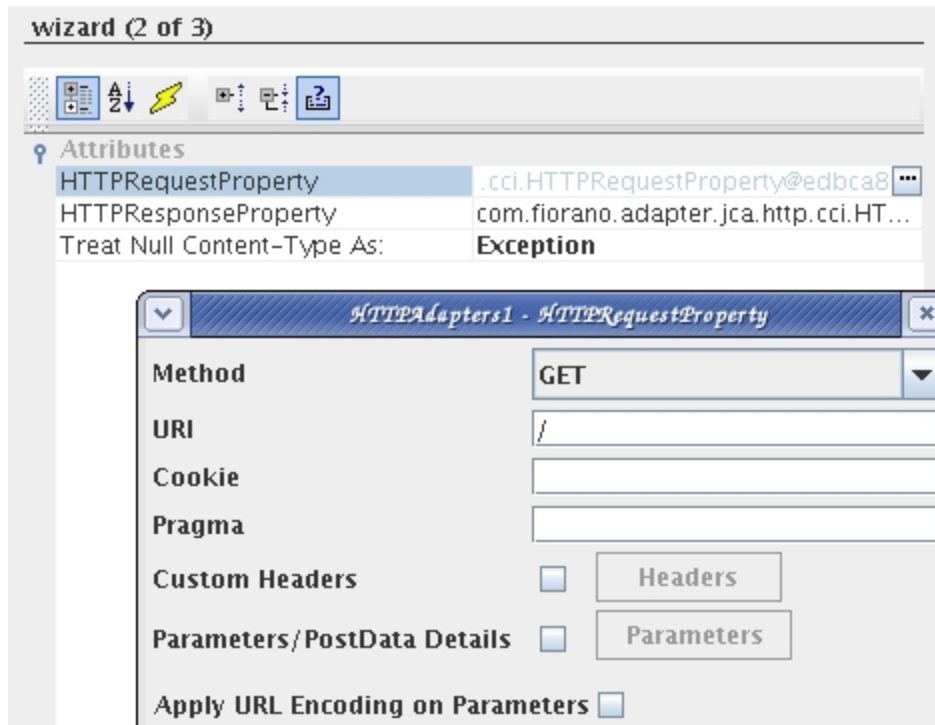 wizard (2 of 3)
Attributes
HTTPRequestProperty .cci.HTTPRequestProperty@edbca8 ...
HTTPResponseProperty com.fiorano.adapter.jca.http.cci.HT...
Treat Null Content-Type As: Exception
HTTPAdapters1 - HTTPRequestProperty
Method GET
URI /
Cookie
Pragma
Custom Headers Headers
Parameters/PostData Details Parameters
Apply URL Encoding on Parameters